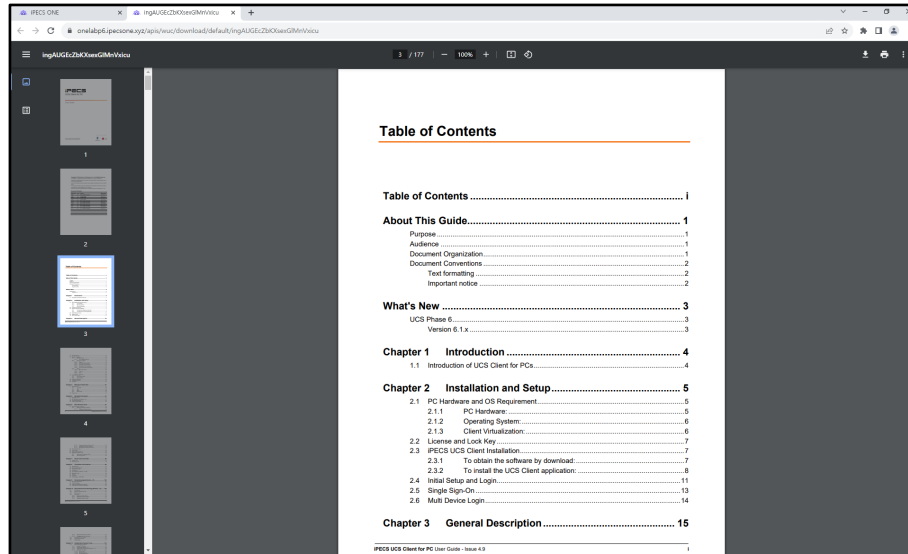 iPECS ONE
ingAUGEcZbKXsexGlMnVxicu
onelabp6.ipecsone.xyz/apis/wuc/download/default/ingAUGEcZbKXsexGlMnVxicu
ingAUGEcZbKXsexGlMnVxicu
3 / 177
100%
iPECS
1
2
3
4
5
Table of Contents
Table of Contents i
About This Guide 1
Purpose 1
Audience 1
Document Organization 1
Document Conventions 2
Text formatting 2
Important notice 2
What's New 3
UCS Phase 6 3
Version 6.1.x 3
Chapter 1 Introduction 4
1.1 Introduction of UCS Client for PCs 4
Chapter 2 Installation and Setup 5
2.1 PC Hardware and OS Requirement 5
2.1.1 PC Hardware: 5
2.1.2 Operating System: 6
2.1.3 Client Virtualization: 6
2.2 License and Lock Key 7
2.3 iPECS UCS Client Installation 7
2.3.1 To obtain the software by download: 7
2.3.2 To install the UCS Client application: 8
2.4 Initial Setup and Login 11
2.5 Single Sign-On 13
2.6 Multi Device Login 14
Chapter 3 General Description 15
iPECS UCS Client for PC User Guide - Issue 4.9 i